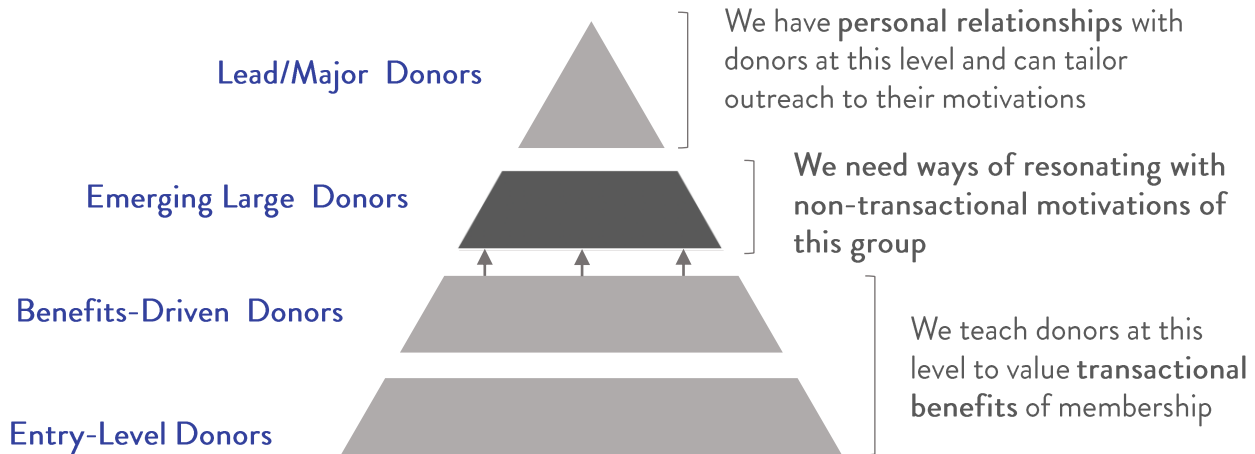 Lead/Major Donors
We have personal relationships with
donors at this level and can tailor
outreach to their motivations
Emerging Large Donors
We need ways of resonating with
non-transactional motivations of
this group
Benefits-Driven Donors
We teach donors at this
level to value transactional
benefits of membership
Entry-Level Donors